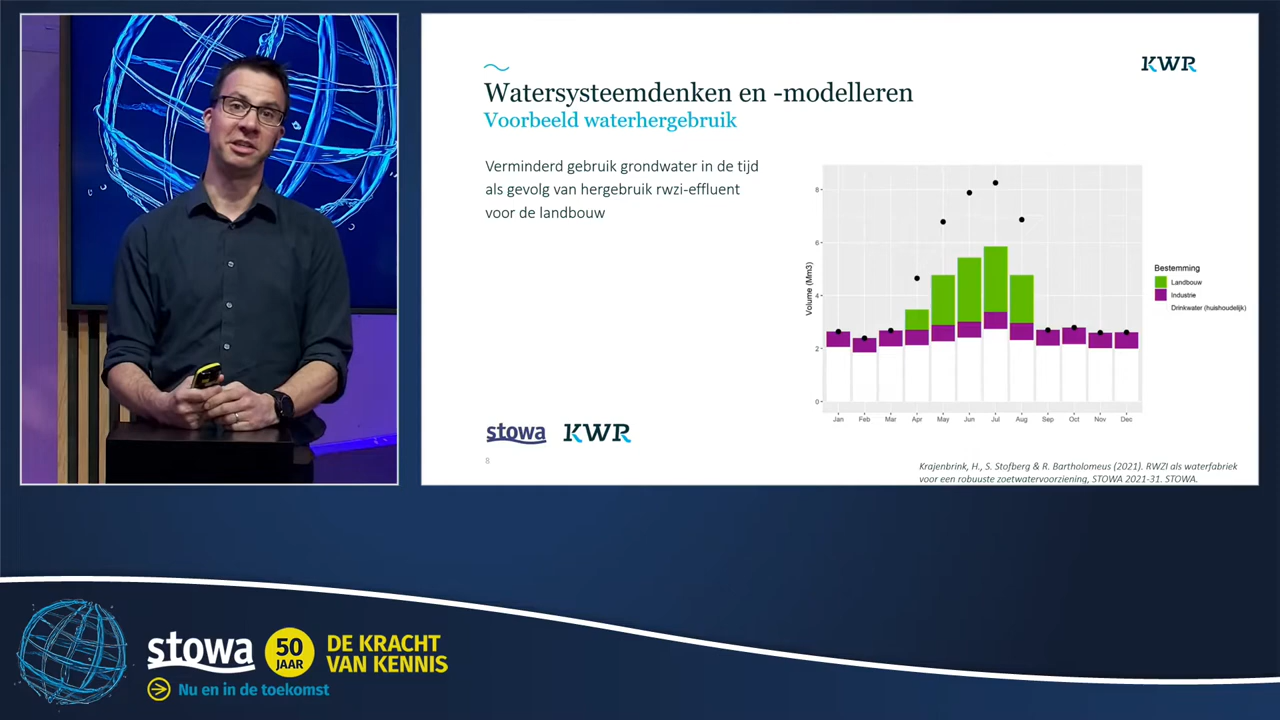 KWR
Watersysteemdenken en -modelleren
Voorbeeld waterhergebruik
Verminderd gebruik grondwater in de tijd
als gevolg van hergebruik rwzi-effluent
voor de landbouw
Volume (Mm3)
8
6
4
2
0
Jan Feb Mar Apr May Jun Jul Aug Sep Oct Nov Dec
Bestemming
Landbouw
Industrie
Drinkwater (huishoudelijk)
stowa KWR
8
Krajenbrink, H., S. Stofberg & R. Bartholomeus (2021). RWZI als waterfabriek
voor een robuuste zoetwatervoorziening, STOWA 2021-31. STOWA.
stowa
50
JAAR
DE KRACHT
VAN KENNIS
Nu en in de toekomst